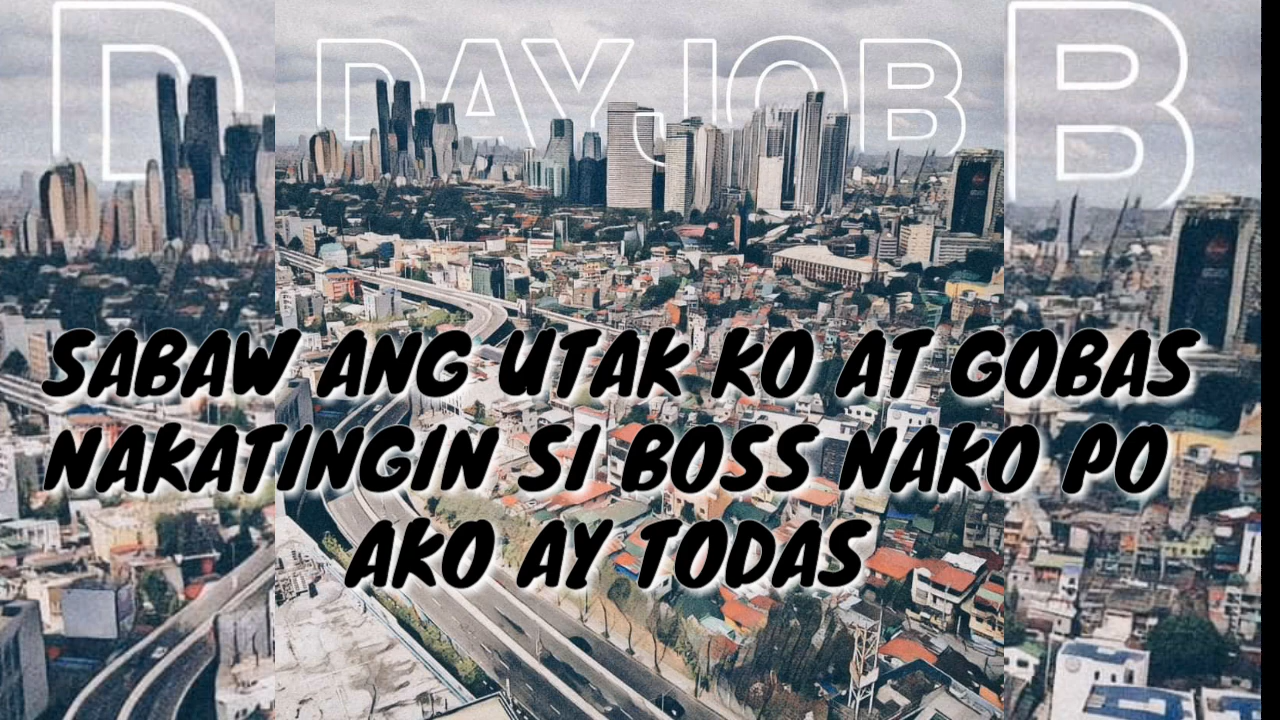 D DAY JOB B
SABAW ANG UTAK KO AT GOBAS
NAKATINGIN SI BOSS NAKO PO
AKO AY TODAS